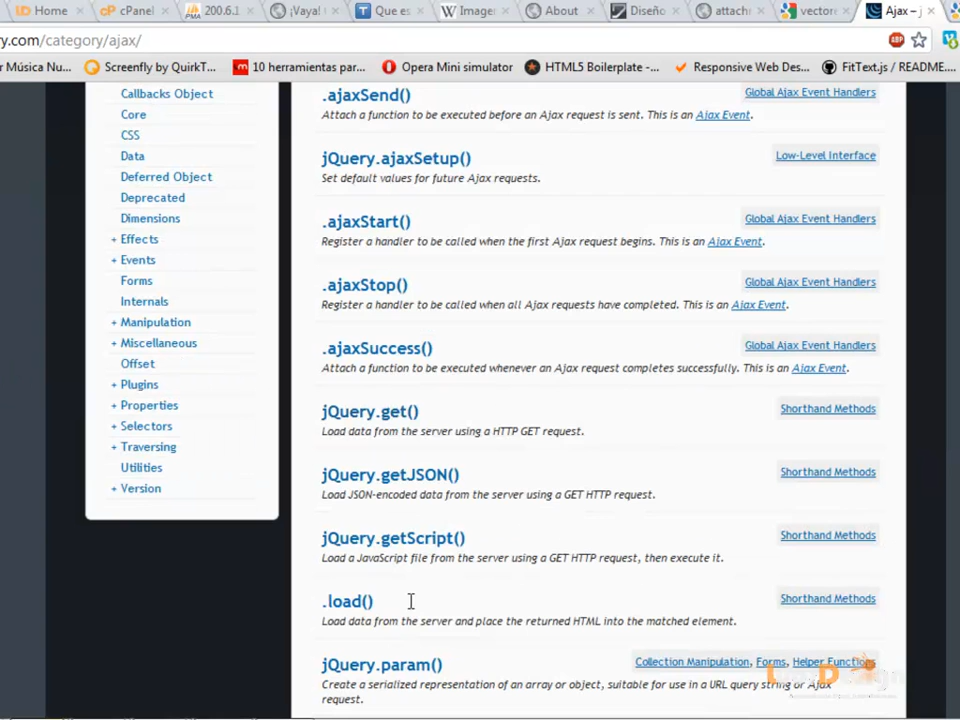 Home
cPanel
200.6.1
¡Vaya!
Que es
Image
About
Diseño
attach
vectore
Ajax – j
ry.com/category/ajax/
r Música Nu...
Screenfly by QuirkT...
10 herramientas par...
Opera Mini simulator
HTML5 Boilerplate -...
Responsive Web Des...
FitText.js / README....
Callbacks Object
Core
CSS
Data
Deferred Object
Deprecated
Dimensions
+ Effects
+ Events
Forms
Internals
+ Manipulation
+ Miscellaneous
Offset
+ Plugins
+ Properties
+ Selectors
+ Traversing
Utilities
+ Version
.ajaxSend() Global Ajax Event Handlers
Attach a function to be executed before an Ajax request is sent. This is an Ajax Event.
jQuery.ajaxSetup() Low-Level Interface
Set default values for future Ajax requests.
.ajaxStart() Global Ajax Event Handlers
Register a handler to be called when the first Ajax request begins. This is an Ajax Event.
.ajaxStop() Global Ajax Event Handlers
Register a handler to be called when all Ajax requests have completed. This is an Ajax Event.
.ajaxSuccess() Global Ajax Event Handlers
Attach a function to be executed whenever an Ajax request completes successfully. This is an Ajax Event.
jQuery.get() Shorthand Methods
Load data from the server using a HTTP GET request.
jQuery.getJSON() Shorthand Methods
Load JSON-encoded data from the server using a GET HTTP request.
jQuery.getScript() Shorthand Methods
Load a JavaScript file from the server using a GET HTTP request, then execute it.
.load() Shorthand Methods
Load data from the server and place the returned HTML into the matched element.
jQuery.param() Collection Manipulation, Forms, Helper Functions
Create a serialized representation of an array or object, suitable for use in a URL query string or Ajax
request.